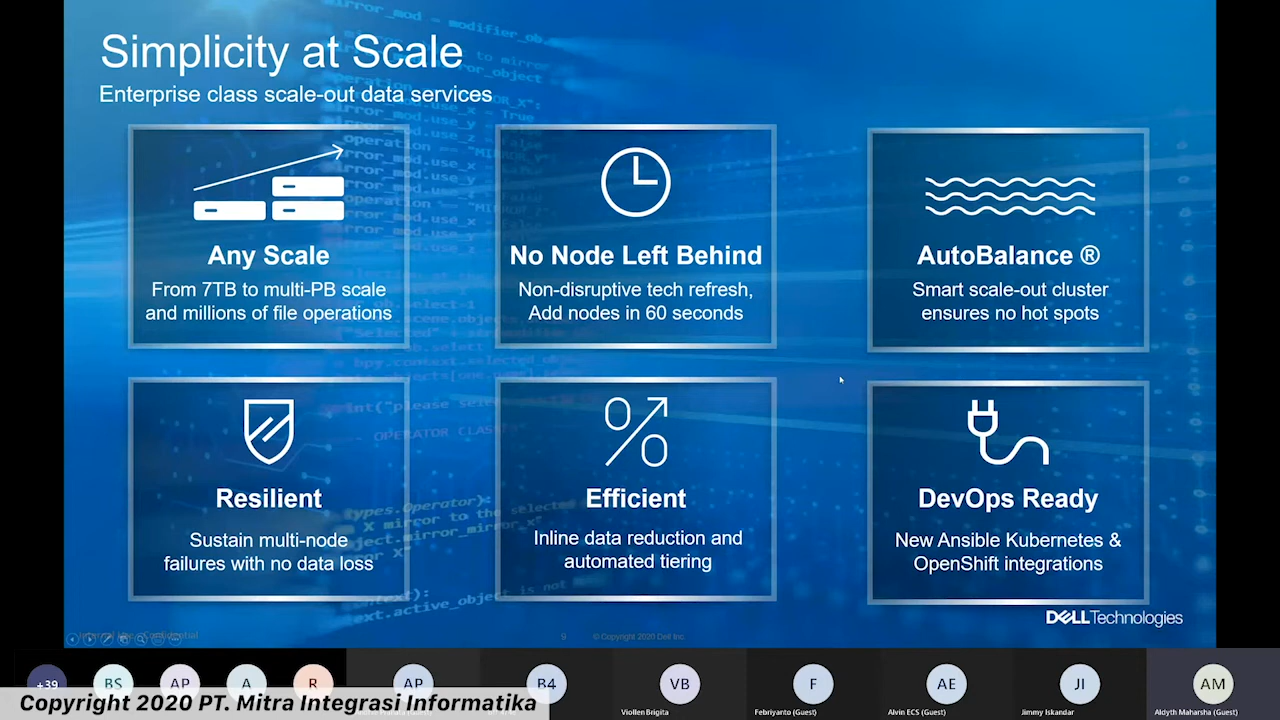 Simplicity at Scale
Enterprise class scale-out data services
Any Scale
From 7TB to multi-PB scale
and millions of file operations
No Node Left Behind
Non-disruptive tech refresh,
Add nodes in 60 seconds
AutoBalance ®
Smart scale-out cluster
ensures no hot spots
Resilient
Sustain multi-node
failures with no data loss
Efficient
Inline data reduction and
automated tiering
DevOps Ready
New Ansible Kubernetes &
OpenShift integrations
DELLTechnologies
9
© Copyright 2020 Dell Inc.
+39
BS
AP
A
R
AP
B4
VB
F
AE
JI
AM
Viollen Brigita
Febriyanto (Guest)
Alvin ECS (Guest)
Jimmy Iskandar
Aldyth Maharsha (Guest)
Copyright 2020 PT. Mitra Integrasi Informatika